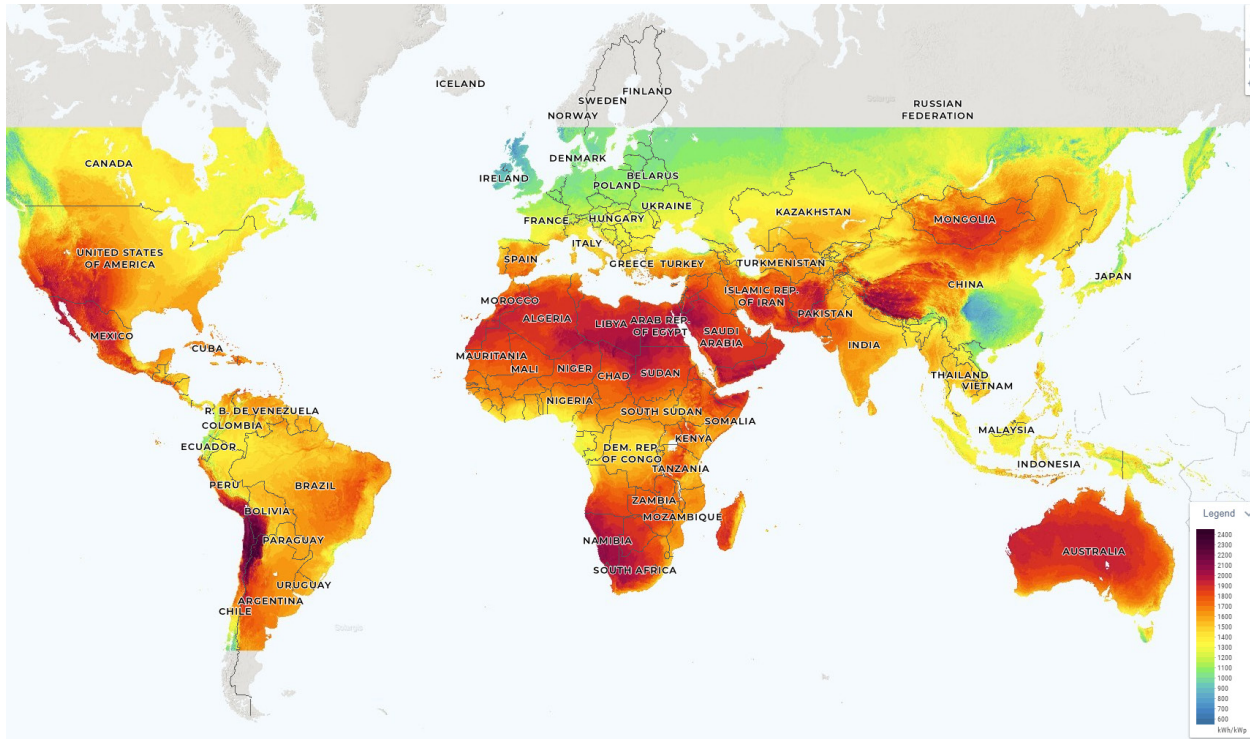 ICELAND
FINLAND
SWEDEN
NORWAY
RUSSIAN
FEDERATION
CANADA
DENMARK
IRELAND
BELARUS
POLAND
UKRAINE
FRANCE
HUNGARY
KAZAKHSTAN
MONGOLIA
ITALY
UNITED STATES
OF AMERICA
SPAIN
GREECE
TURKEY
TURKMENISTAN
CHINA
JAPAN
MOROCCO
ISLAMIC REP.
OF IRAN
ALGERIA
LIBYA
ARAB REP.
OF EGYPT
SAUDI
ARABIA
PAKISTAN
MEXICO
CUBA
INDIA
MAURITANIA
MALI
NIGER
CHAD
SUDAN
THAILAND
VIETNAM
NIGERIA
SOUTH SUDAN
SOMALIA
R. B. DE VENEZUELA
COLOMBIA
MALAYSIA
ECUADOR
DEM. REP.
OF CONGO
KENYA
TANZANIA
INDONESIA
PERU
BRAZIL
ZAMBIA
BOLIVIA
MOZAMBIQUE
PARAGUAY
NAMIBIA
AUSTRALIA
SOUTH AFRICA
URUGUAY
ARGENTINA
CHILE
Legend
2400
2300
2200
2100
2000
1900
1800
1700
1600
1500
1400
1300
1200
1100
1000
900
800
700
600
kWh/kWp